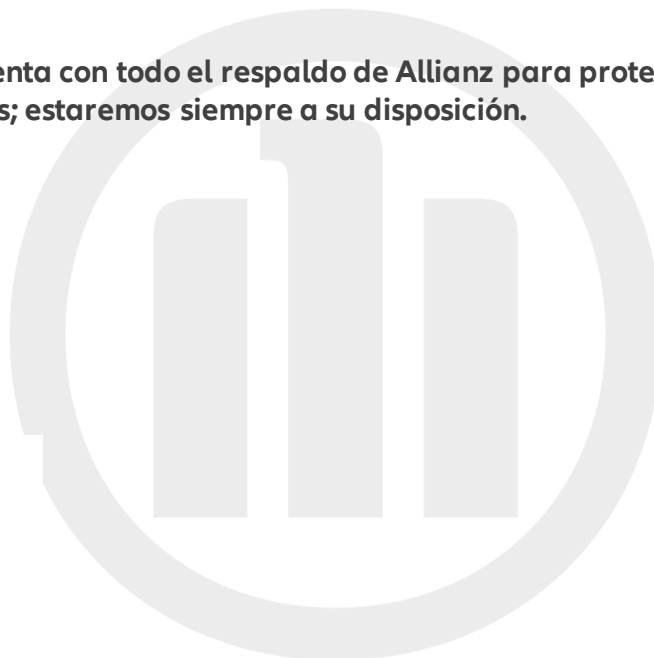 enta con todo el respaldo de Allianz para prote
s; estaremos siempre a su disposición.